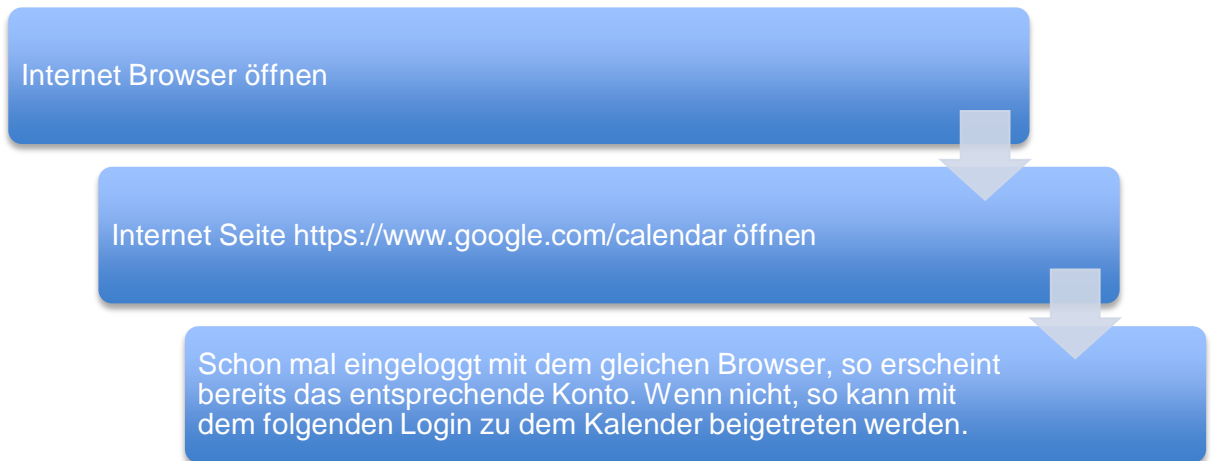 Internet Browser öffnen
Internet Seite https://www.google.com/calendar öffnen
Schon mal eingeloggt mit dem gleichen Browser, so erscheint
bereits das entsprechende Konto. Wenn nicht, so kann mit
dem folgenden Login zu dem Kalender beigetreten werden.